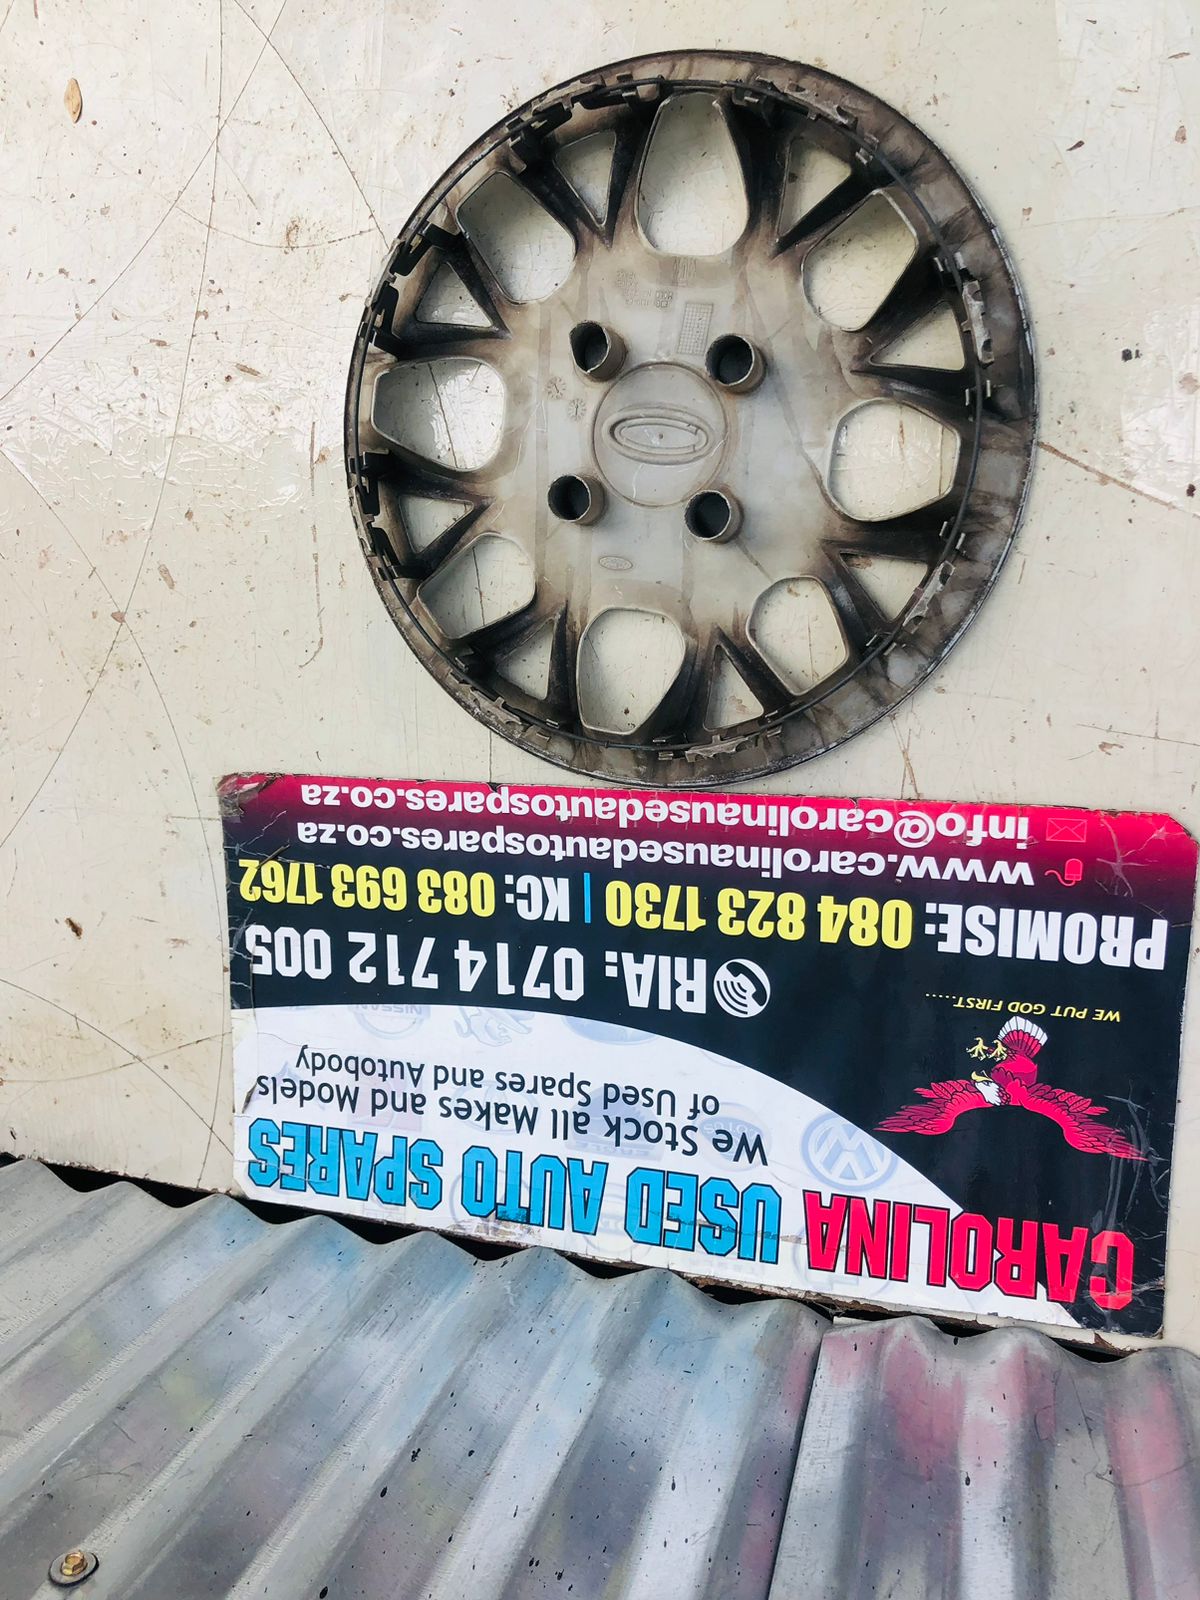 CAROLINA USED AUTO SPARES
We Stock all Makes and Models
of Used Spares and Autobody
WE PUT GOD FIRST......
RIA: 0714 712 005
PROMISE: 084 823 1730 | KC: 083 693 1762
www.carolinausedautospares.co.za
info@carolinausedautospares.co.za
NISSAN